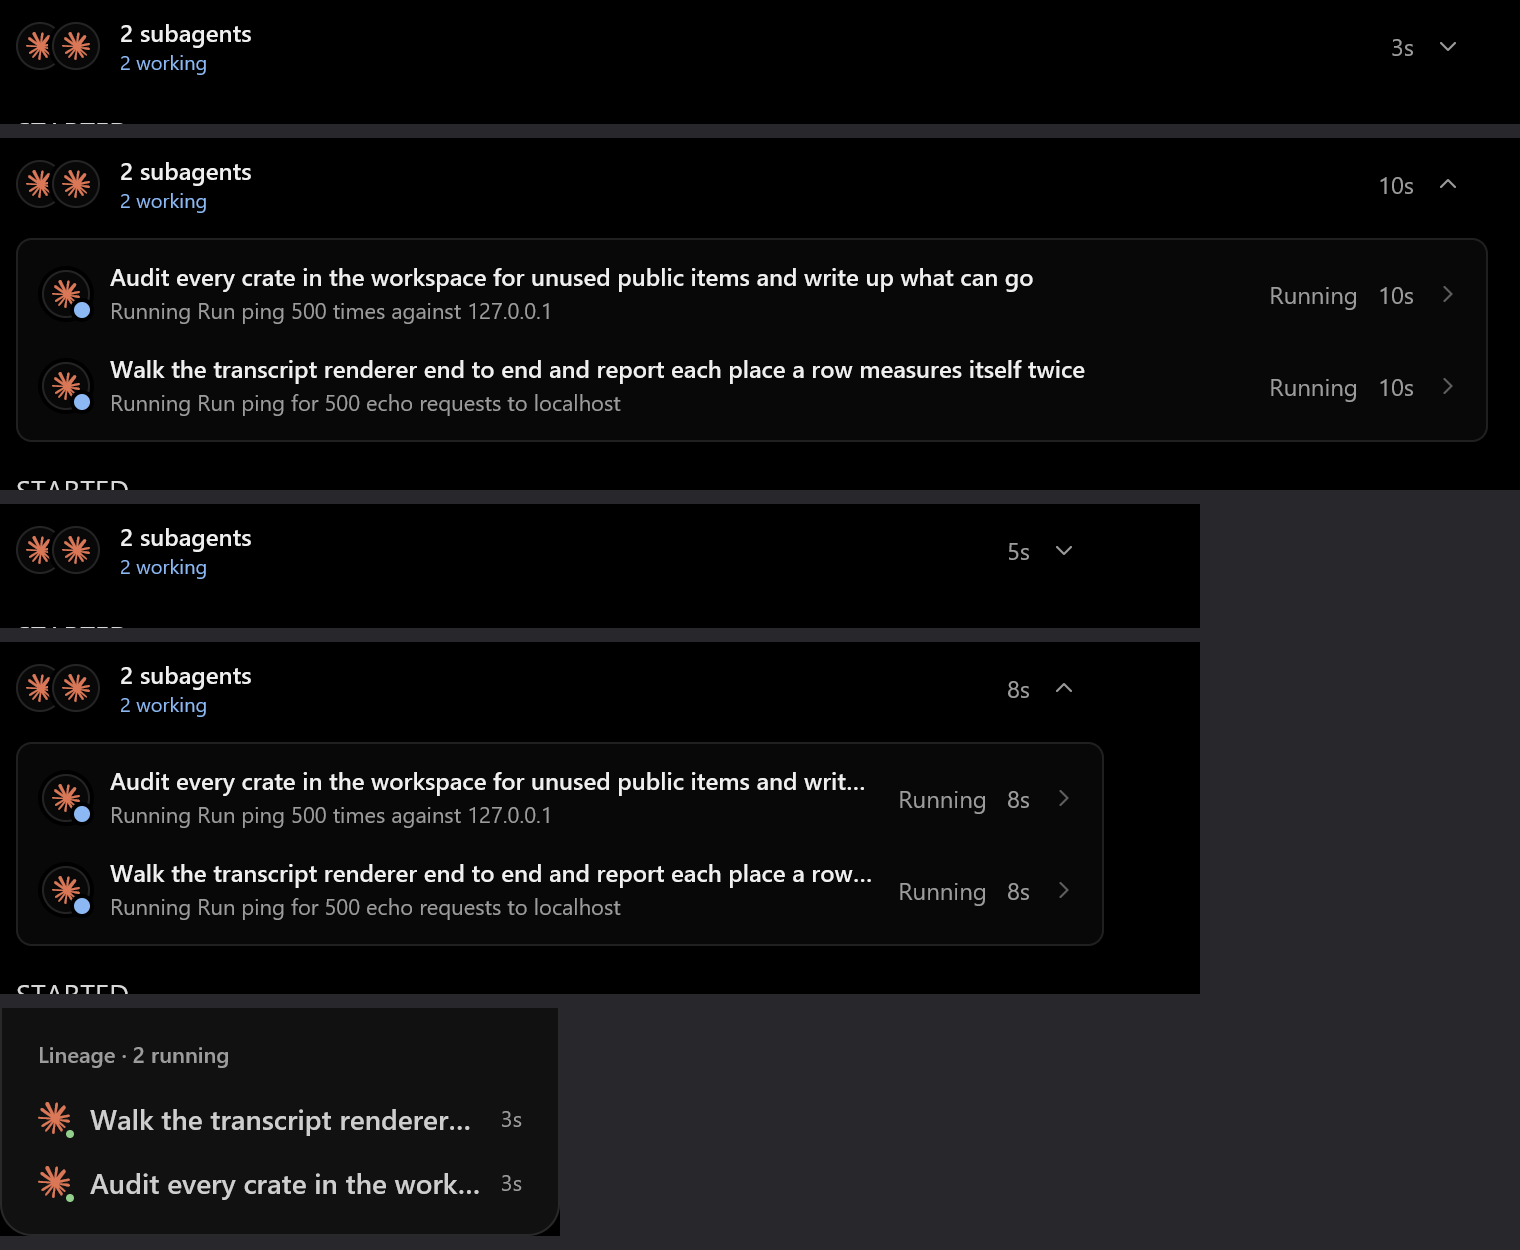 2 subagents
2 working
3s
STARTED
2 subagents
2 working
10s
Audit every crate in the workspace for unused public items and write up what can go
Running Run ping 500 times against 127.0.0.1
Running 10s
Walk the transcript renderer end to end and report each place a row measures itself twice
Running Run ping for 500 echo requests to localhost
Running 10s
STARTED
2 subagents
2 working
5s
STARTED
2 subagents
2 working
8s
Audit every crate in the workspace for unused public items and writ...
Running Run ping 500 times against 127.0.0.1
Running 8s
Walk the transcript renderer end to end and report each place a row...
Running Run ping for 500 echo requests to localhost
Running 8s
STARTED
Lineage · 2 running
Walk the transcript renderer... 3s
Audit every crate in the work... 3s